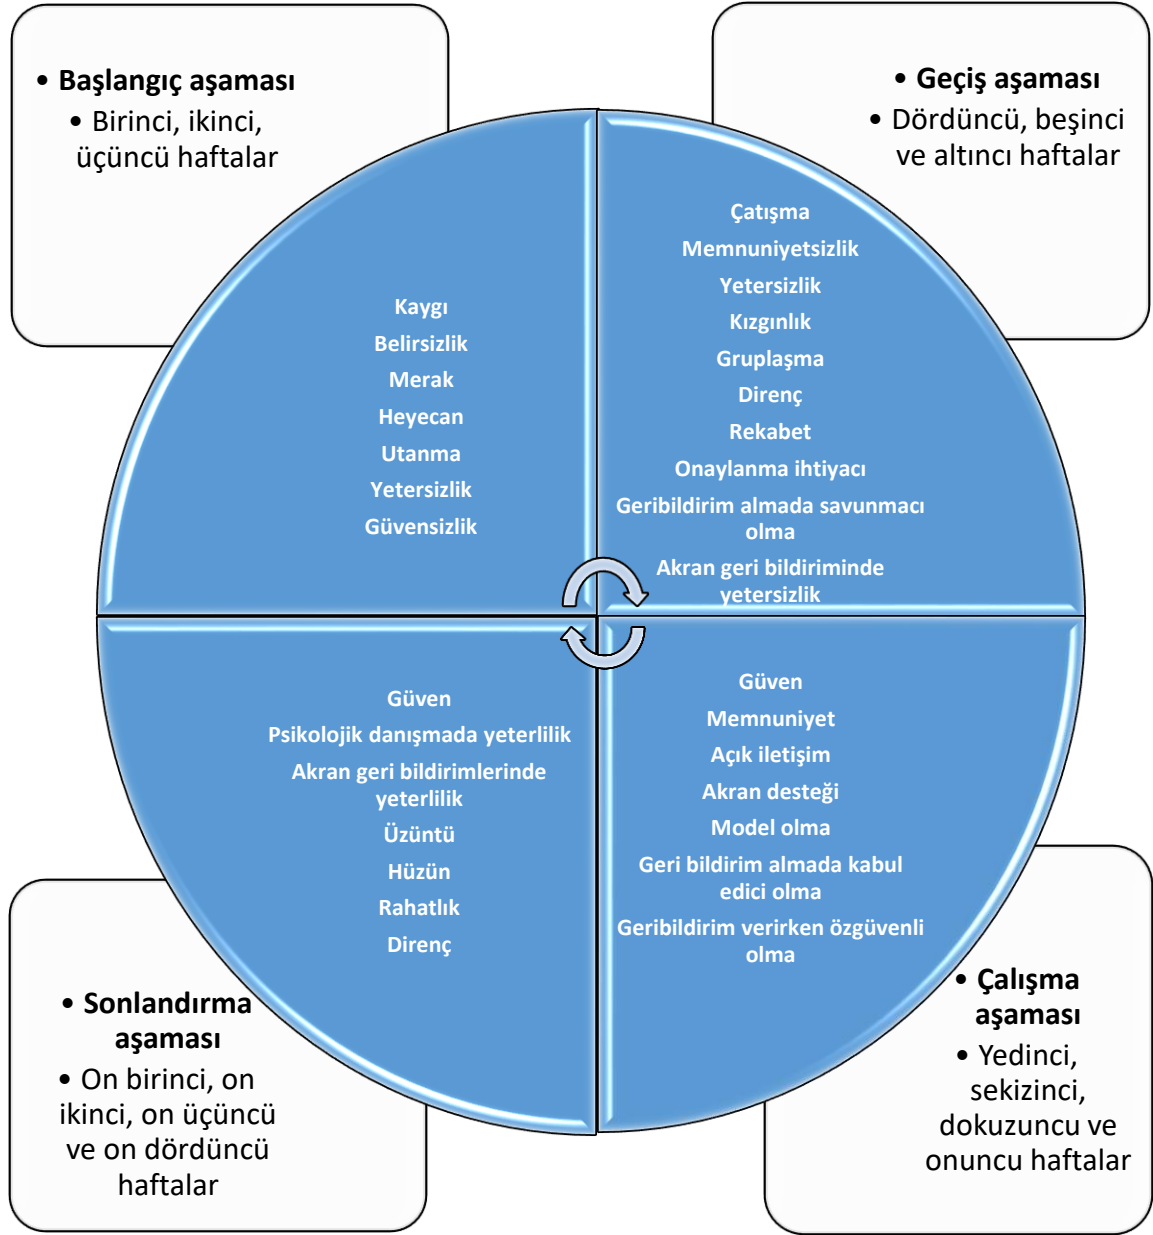 • Başlangıç aşaması
• Birinci, ikinci,
üçüncü haftalar
• Geçiş aşaması
• Dördüncü, beşinci
ve altıncı haftalar
Kaygı
Belirsizlik
Merak
Heyecan
Utanma
Yetersizlik
Güvensizlik
Çatışma
Memnuniyetsizlik
Yetersizlik
Kızgınlık
Gruplaşma
Direnç
Rekabet
Onaylanma ihtiyacı
Geribildirim almada savunmacı
olma
Akran geri bildiriminde
yetersizlik
Güven
Psikolojik danışmada yeterlilik
Akran geri bildirimlerinde
yeterlilik
Üzüntü
Hüzün
Rahatlık
Direnç
Güven
Memnuniyet
Açık iletişim
Akran desteği
Model olma
Geri bildirim almada kabul
edici olma
Geribildirim verirken özgüvenli
olma
• Sonlandırma
aşaması
• On birinci, on
ikinci, on üçüncü
ve on dördüncü
haftalar
• Çalışma
aşaması
• Yedinci,
sekizinci,
dokuzuncu ve
onuncu haftalar